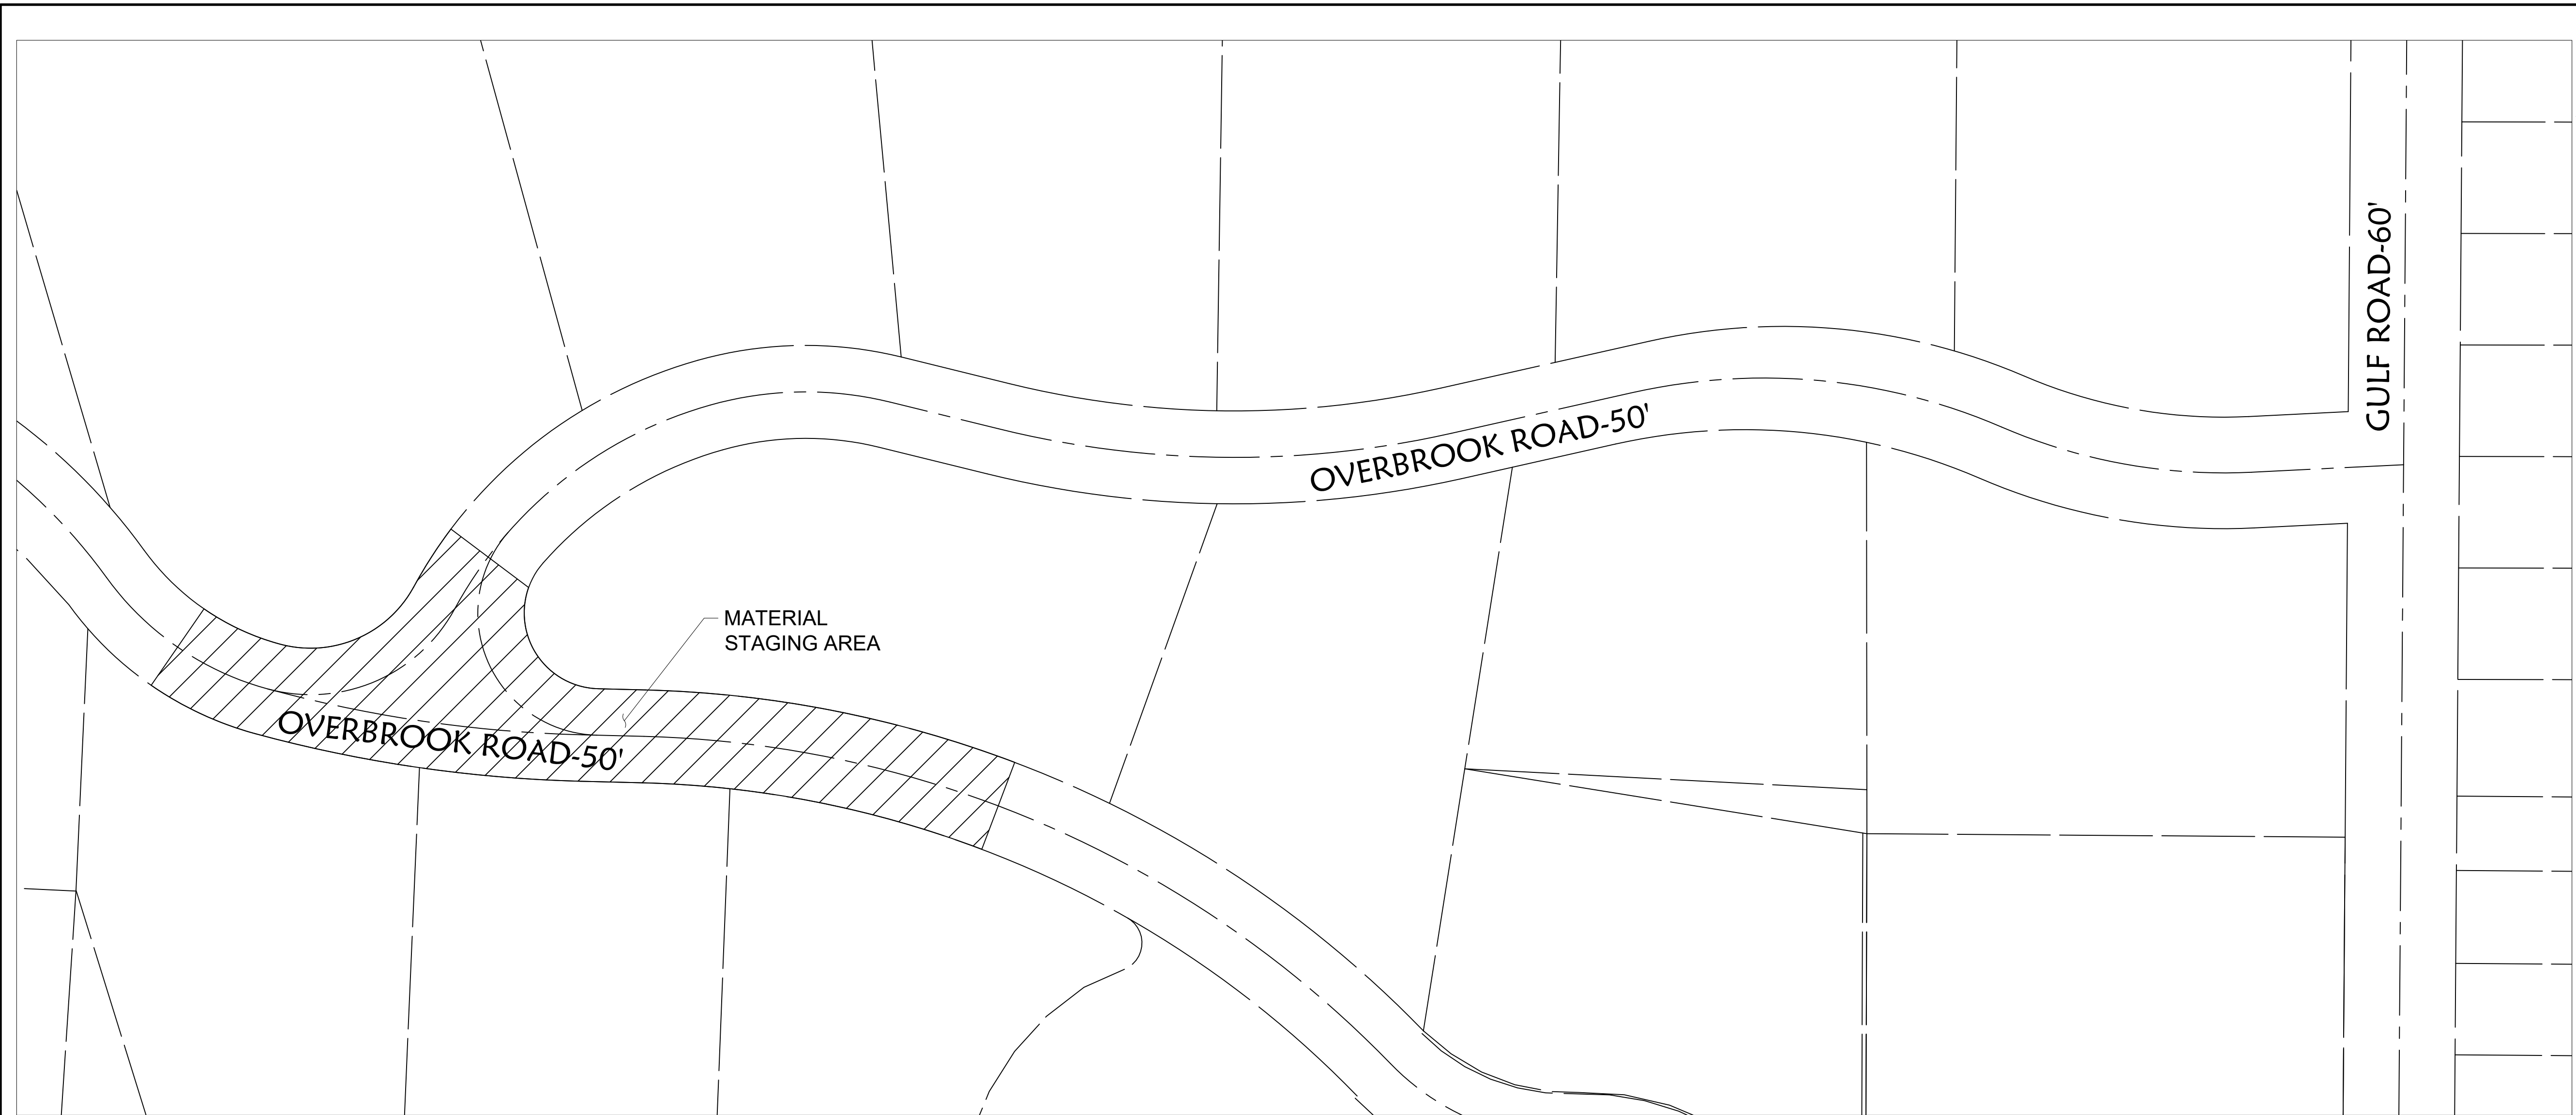 GULF ROAD-60'
OVERBROOK ROAD-50'
MATERIAL
STAGING AREA
OVERBROOK ROAD-50'